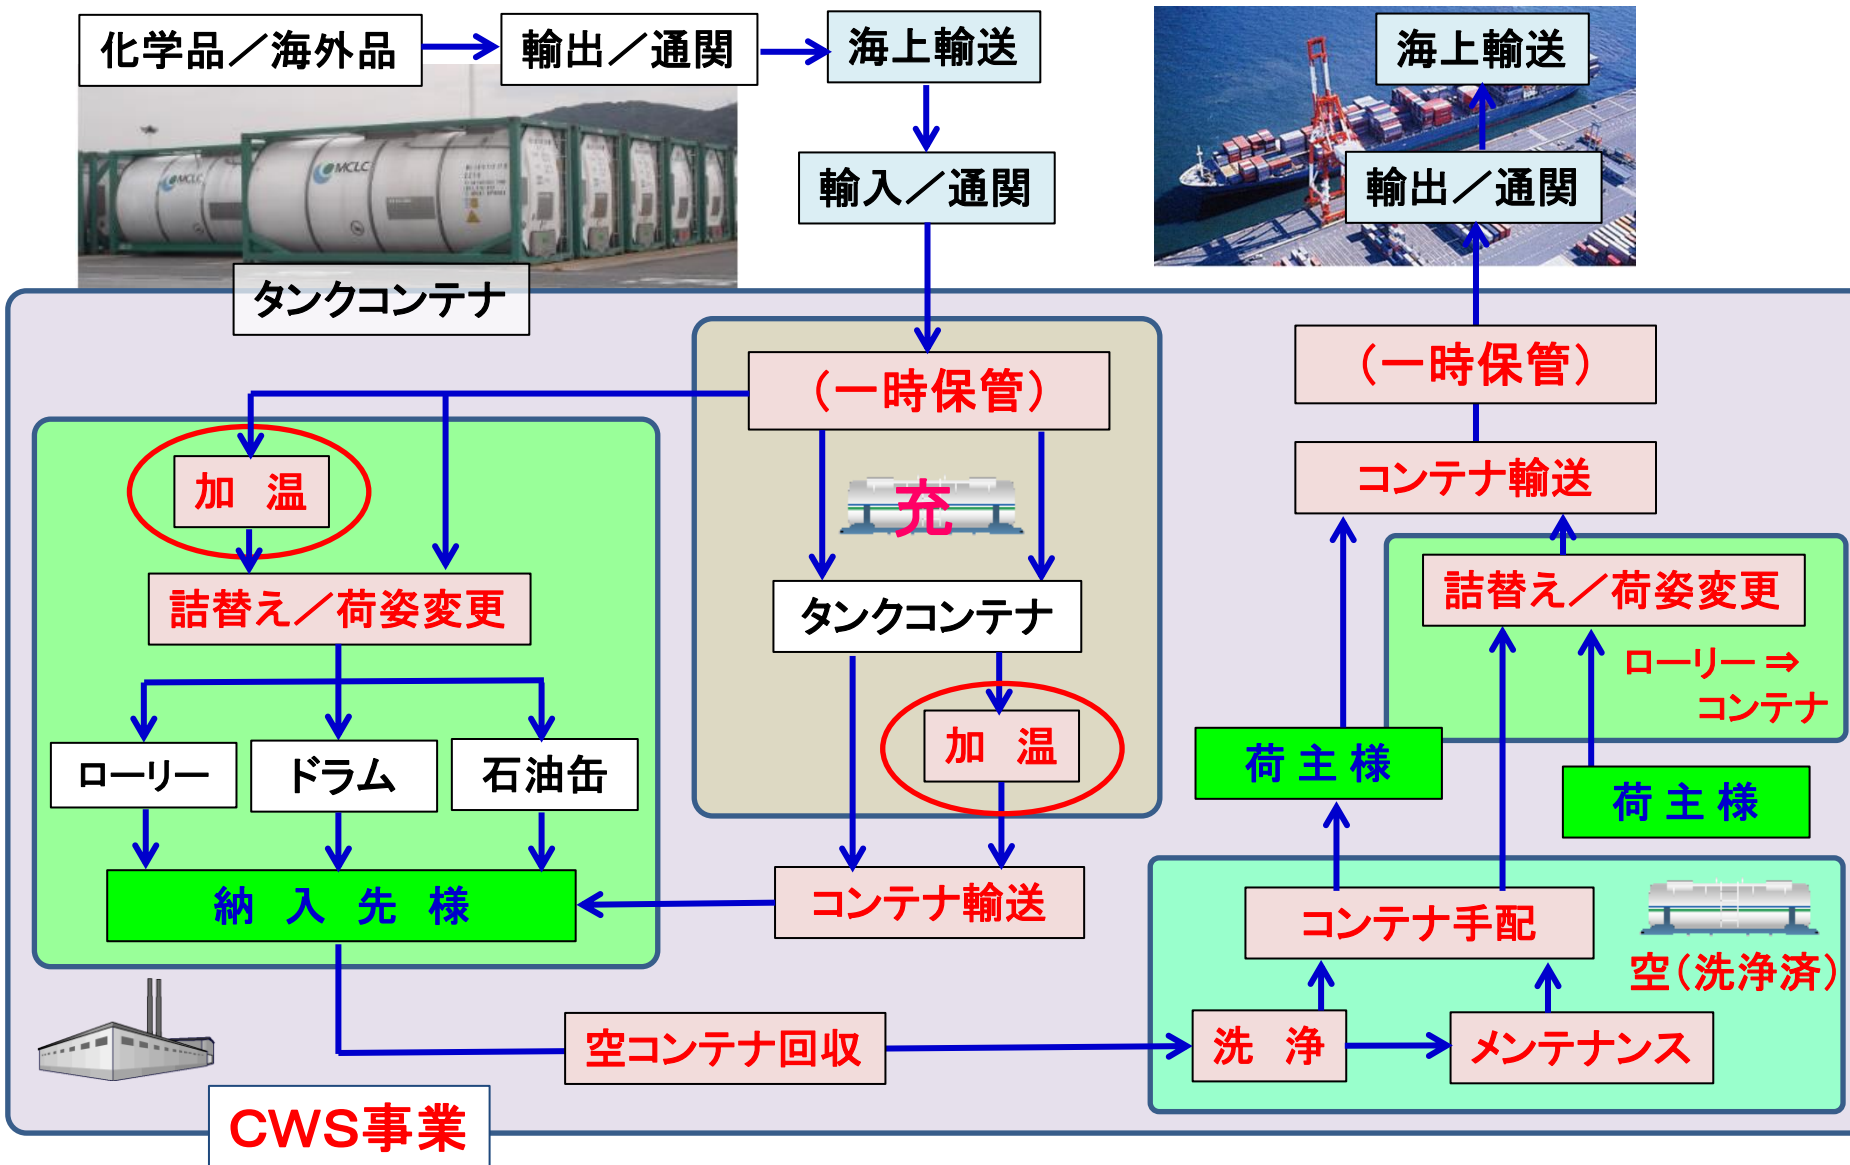 化学品／海外品
輸出／通関
海上輸送
海上輸送
MCLC
MCLC
輸入／通関
輸出／通関
タンクコンテナ
（一時保管）
（一時保管）
加　温
充
コンテナ輸送
詰替え／荷姿変更
タンクコンテナ
詰替え／荷姿変更
ローリー ⇒
コンテナ
ローリー
ドラム
石油缶
加　温
荷 主 様
荷 主 様
納　入　先　様
コンテナ輸送
コンテナ手配
空（洗浄済）
空コンテナ回収
洗　浄
メンテナンス
ＣＷＳ事業